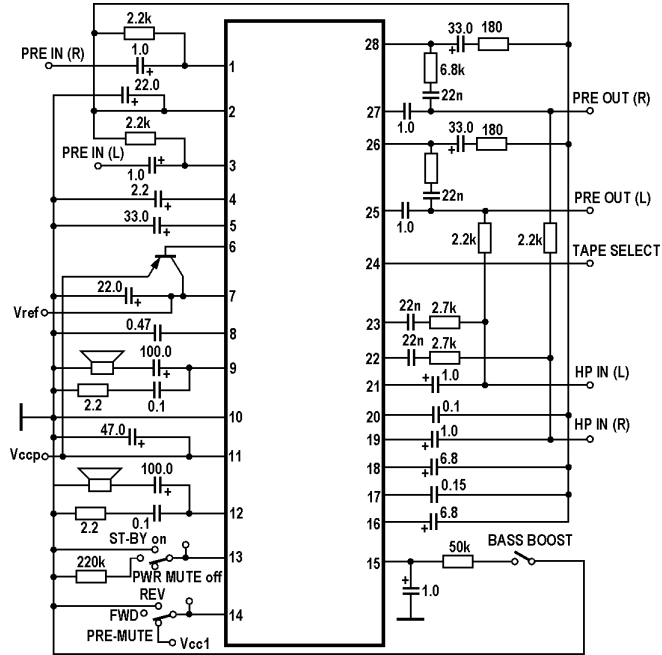 2.2k
PRE IN (R)
1.0
+
1
22.0
+
2
2.2k
PRE IN (L)
1.0
+
3
2.2
+
4
33.0
+
5
6
22.0
+
7
Vref
0.47
8
100.0
+
9
2.2
0.1
10
47.0
+
Vccp
11
100.0
+
2.2
0.1
12
ST-BY on
220k
13
PWR MUTE off
REV
FWD
14
PRE-MUTE
Vcc1
28
33.0
+
180
6.8k
22n
27
1.0
PRE OUT (R)
26
33.0
+
180
22n
25
1.0
PRE OUT (L)
2.2k
2.2k
24
TAPE SELECT
23
22n
2.7k
22
22n
2.7k
21
+
1.0
HP IN (L)
20
0.1
19
+
1.0
HP IN (R)
18
+
6.8
17
0.15
16
+
6.8
15
50k
BASS BOOST
+
1.0